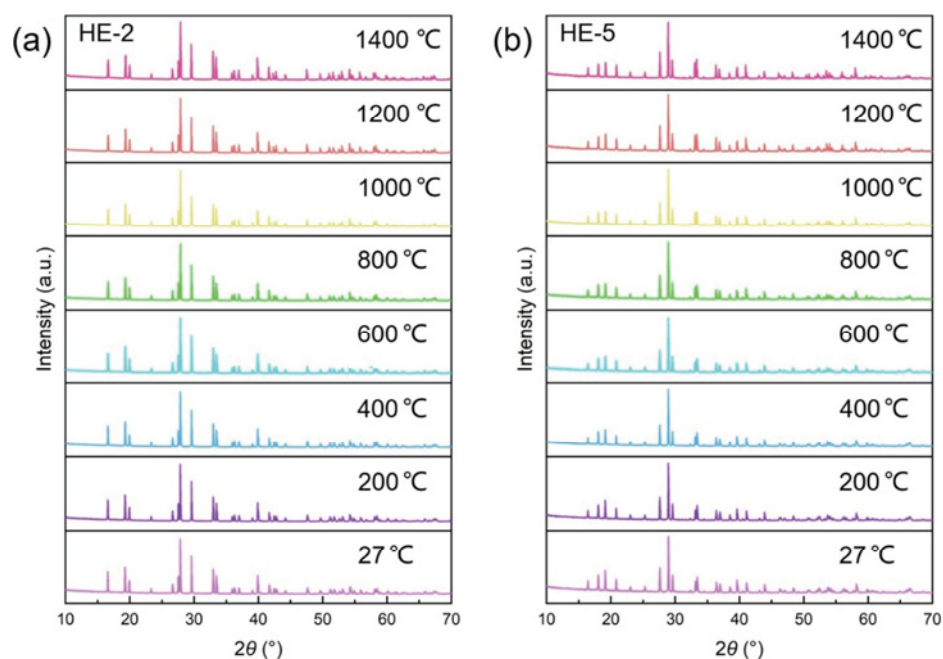 (a) HE-2
1400 ℃
1200 ℃
1000 ℃
800 ℃
600 ℃
400 ℃
200 ℃
27 ℃
Intensity (a.u.)
10 20 30 40 50 60 70
2θ (°)
(b) HE-5
1400 ℃
1200 ℃
1000 ℃
800 ℃
600 ℃
400 ℃
200 ℃
27 ℃
Intensity (a.u.)
10 20 30 40 50 60 70
2θ (°)